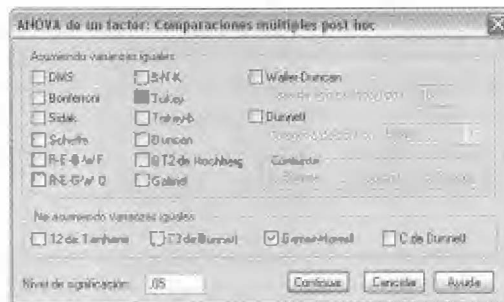 ANOVA de un factor: Comparaciones múltiples post hoc
Asumiendo varianzas iguales
DMS
S-N-K
Waller-Duncan
Bonferroni
Tukey
Sidak
Tukey-b
Dunnett
Scheffe
Duncan
R-E-G-W F
GT2 de Hochberg
Contraste
R-E-G-W Q
Gabriel
No asumiendo varianzas iguales
T2 de Tamhane
T3 de Dunnett
Games-Howell
C de Dunnett
Nivel de significación: .05
Continuar
Cancelar
Ayuda